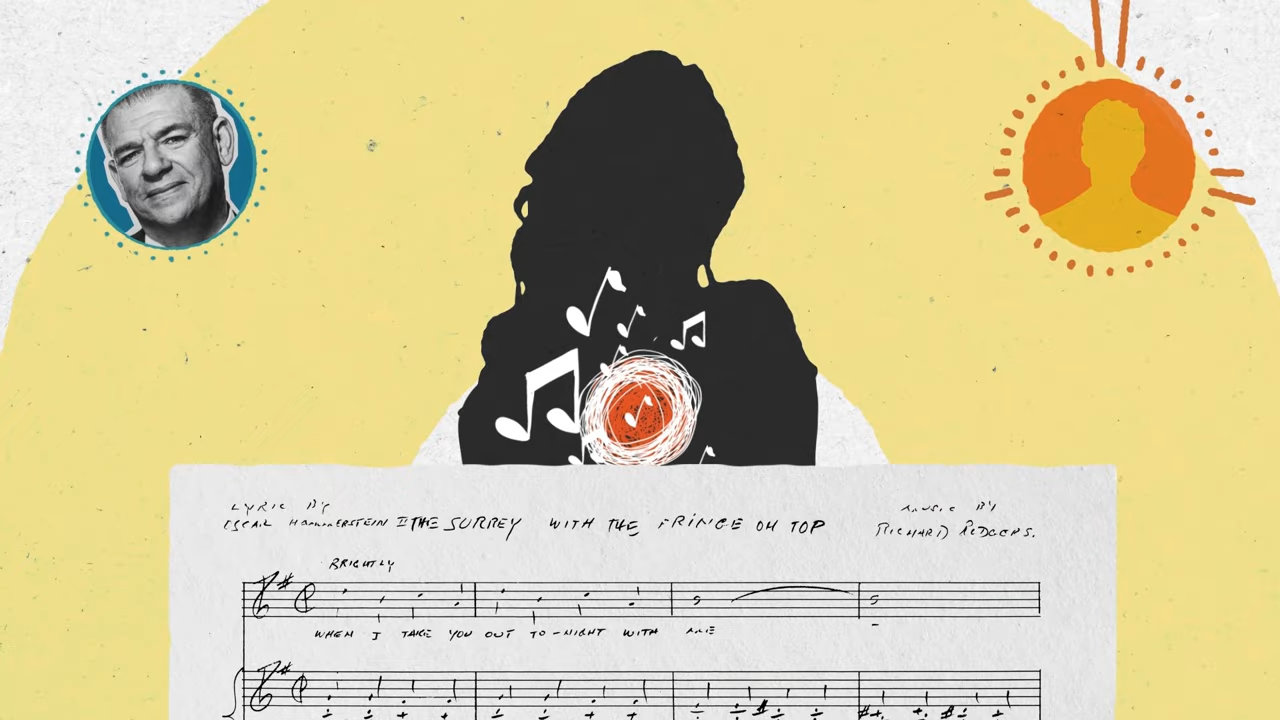 LYRIC BY
OSCAR HAMMERSTEIN II
THE SURREY WITH THE FRINGE ON TOP
MUSIC BY
RICHARD RODGERS.
BRIGHTLY
WHEN I TAKE YOU OUT TO-NIGHT WITH ME